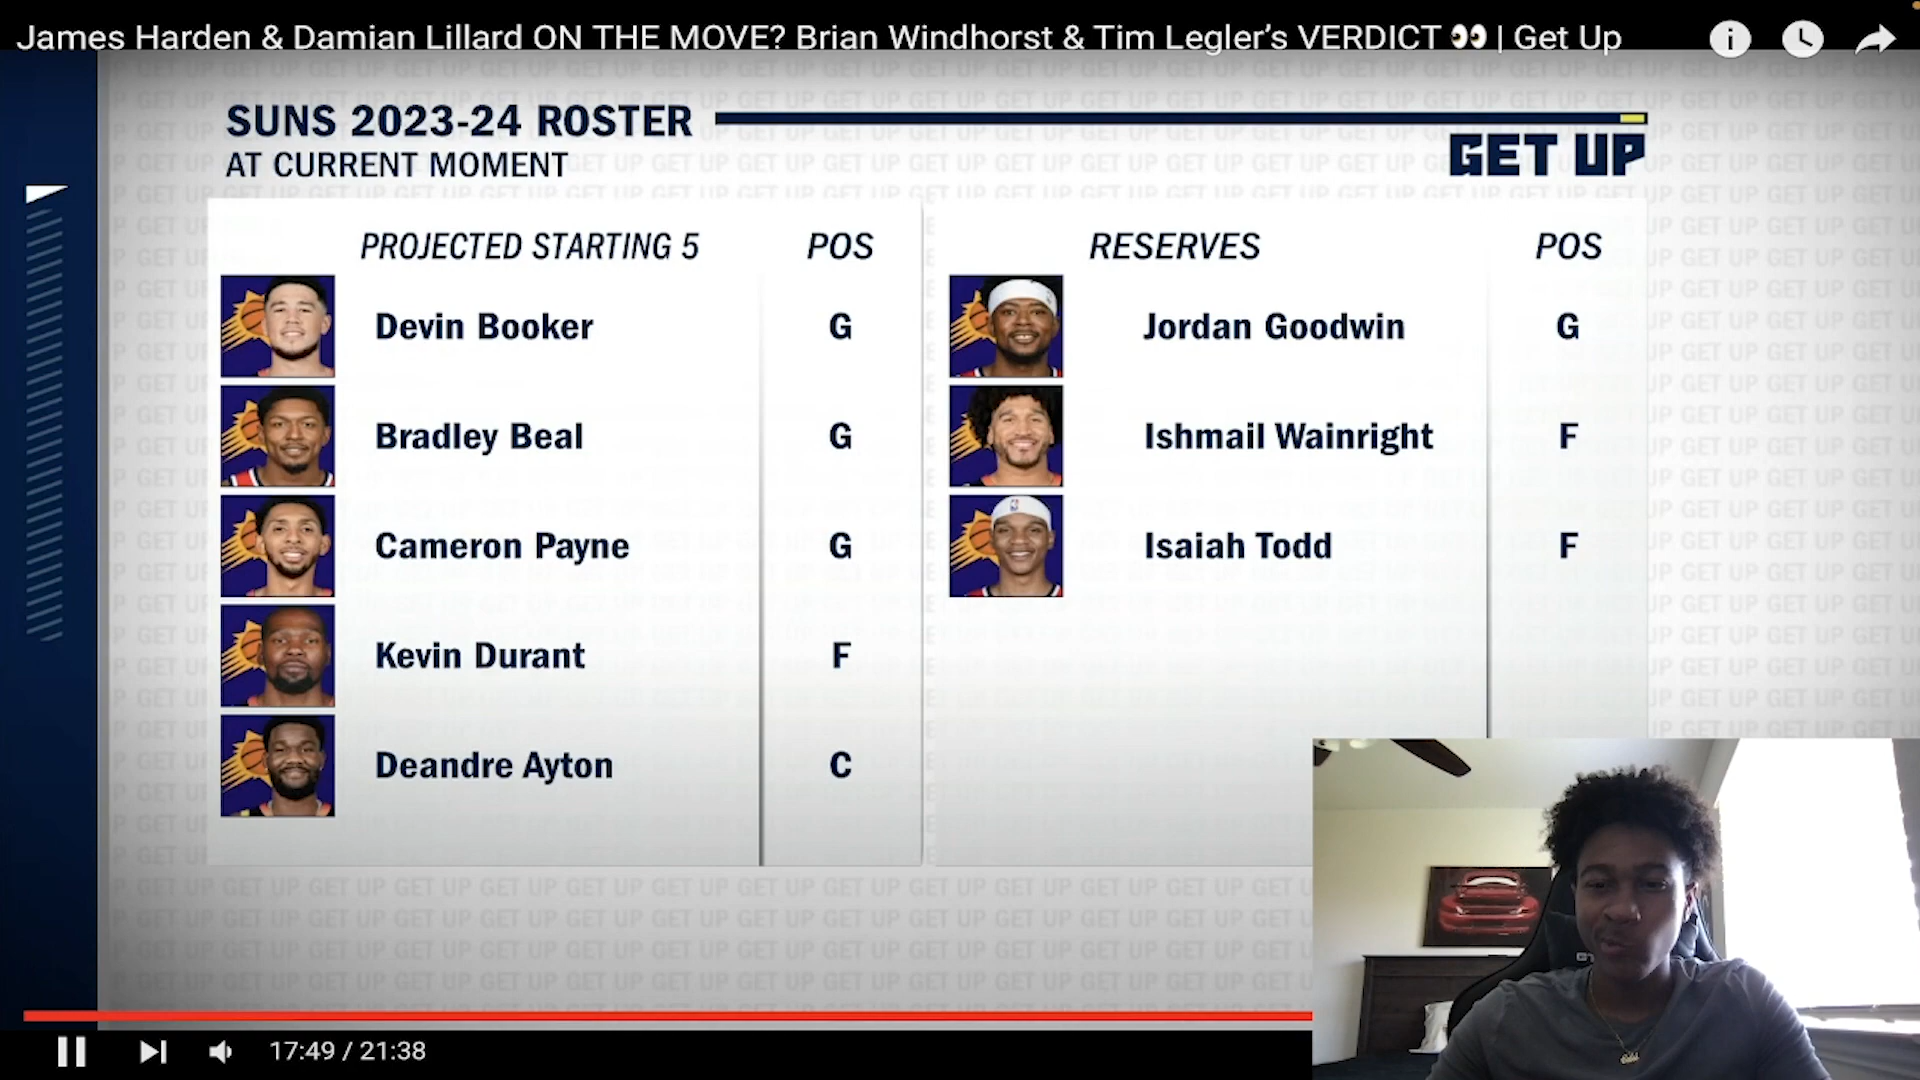 James Harden & Damian Lillard ON THE MOVE? Brian Windhorst & Tim Legler’s VERDICT 👀 | Get Up
SUNS 2023-24 ROSTER
AT CURRENT MOMENT
GET UP
PROJECTED STARTING 5 POS
Devin Booker G
Bradley Beal G
Cameron Payne G
Kevin Durant F
Deandre Ayton C
RESERVES POS
Jordan Goodwin G
Ishmail Wainright F
Isaiah Todd F
17:49 / 21:38